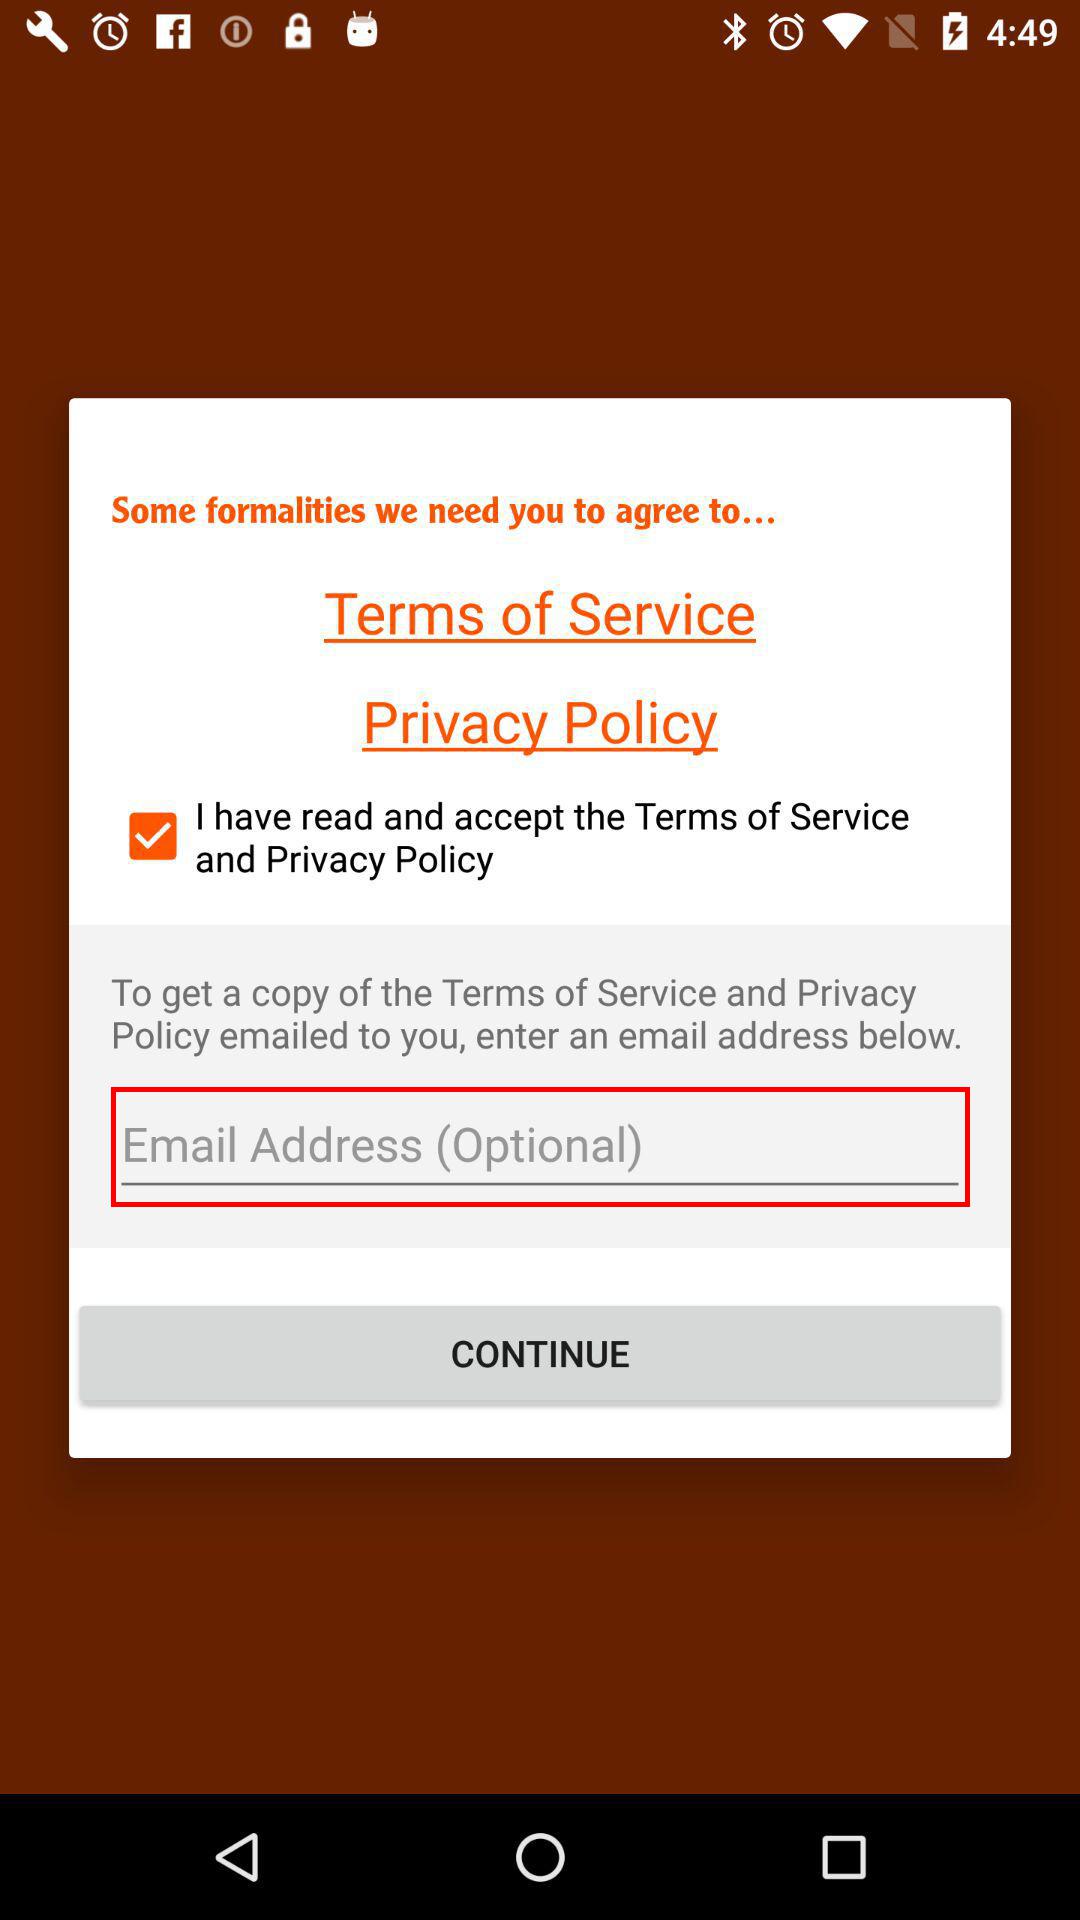 4:49
Some formalities we need you to agree to...
Terms of Service
Privacy Policy
I have read and accept the Terms of Service
and Privacy Policy
To get a copy of the Terms of Service and Privacy
Policy emailed to you, enter an email address below.
Email Address (Optional)
CONTINUE